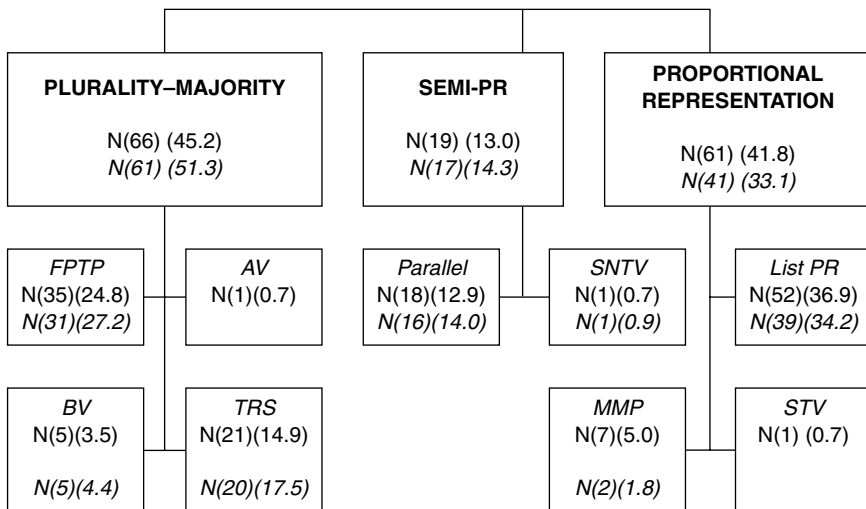 PLURALITY–MAJORITY
N(66) (45.2)
N(61) (51.3)
SEMI-PR
N(19) (13.0)
N(17)(14.3)
PROPORTIONAL
REPRESENTATION
N(61) (41.8)
N(41) (33.1)
FPTP
N(35)(24.8)
N(31)(27.2)
AV
N(1)(0.7)
Parallel
N(18)(12.9)
N(16)(14.0)
SNTV
N(1)(0.7)
N(1)(0.9)
List PR
N(52)(36.9)
N(39)(34.2)
BV
N(5)(3.5)
N(5)(4.4)
TRS
N(21)(14.9)
N(20)(17.5)
MMP
N(7)(5.0)
N(2)(1.8)
STV
N(1) (0.7)